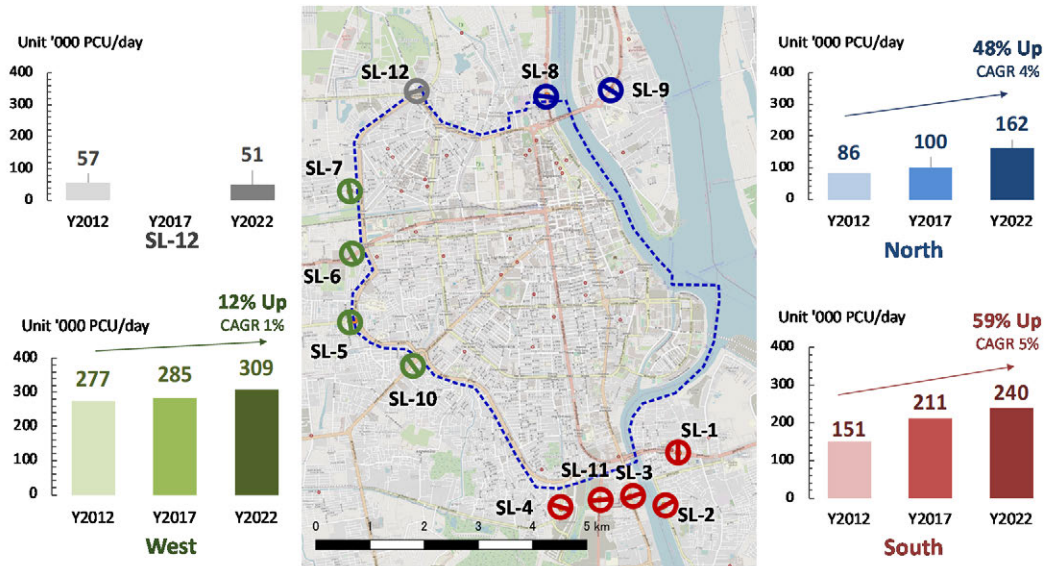 Unit '000 PCU/day
400
300
200
100
0
57
51
Y2012
Y2017
Y2022
SL-12
12% Up
CAGR 1%
Unit '000 PCU/day
400
300
200
100
0
277
285
309
Y2012
Y2017
Y2022
West
SL-12
SL-8
SL-9
SL-7
SL-6
SL-5
SL-10
SL-1
SL-11
SL-3
SL-4
SL-2
0
1
2
3
4
5 km
Unit '000 PCU/day
48% Up
CAGR 4%
400
300
200
100
0
86
100
162
Y2012
Y2017
Y2022
North
Unit '000 PCU/day
59% Up
CAGR 5%
400
300
200
100
0
151
211
240
Y2012
Y2017
Y2022
South